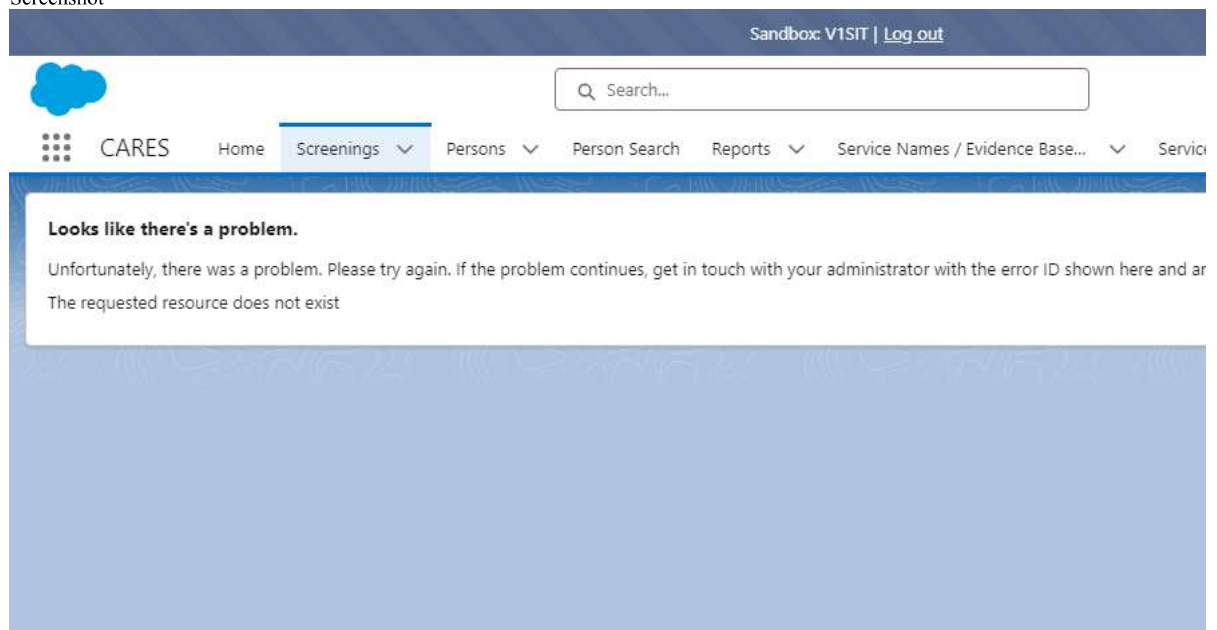 Screenshot
Sandbox: V1SIT | Log out
Search...
CARES Home Screenings Persons Person Search Reports Service Names / Evidence Base... Service
Looks like there's a problem.
Unfortunately, there was a problem. Please try again. If the problem continues, get in touch with your administrator with the error ID shown here and
The requested resource does not exist